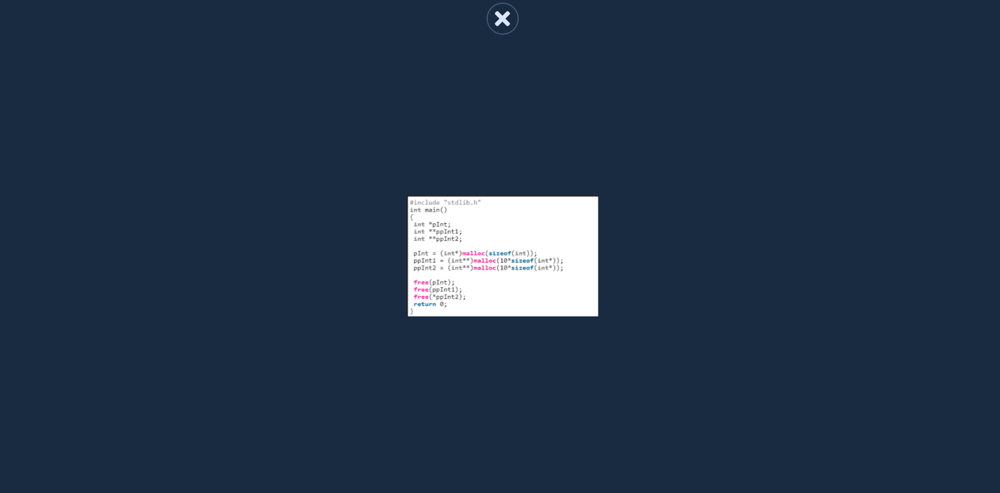 #include "stdlib.h"
int main()
{
int *pInt;
int **ppInt1;
int **ppInt2;
pInt = (int*)malloc(sizeof(int));
ppInt1 = (int**)malloc(10*sizeof(int*));
ppInt2 = (int**)malloc(10*sizeof(int*));
free(pInt);
free(ppInt1);
free(*ppInt2);
return 0;
}